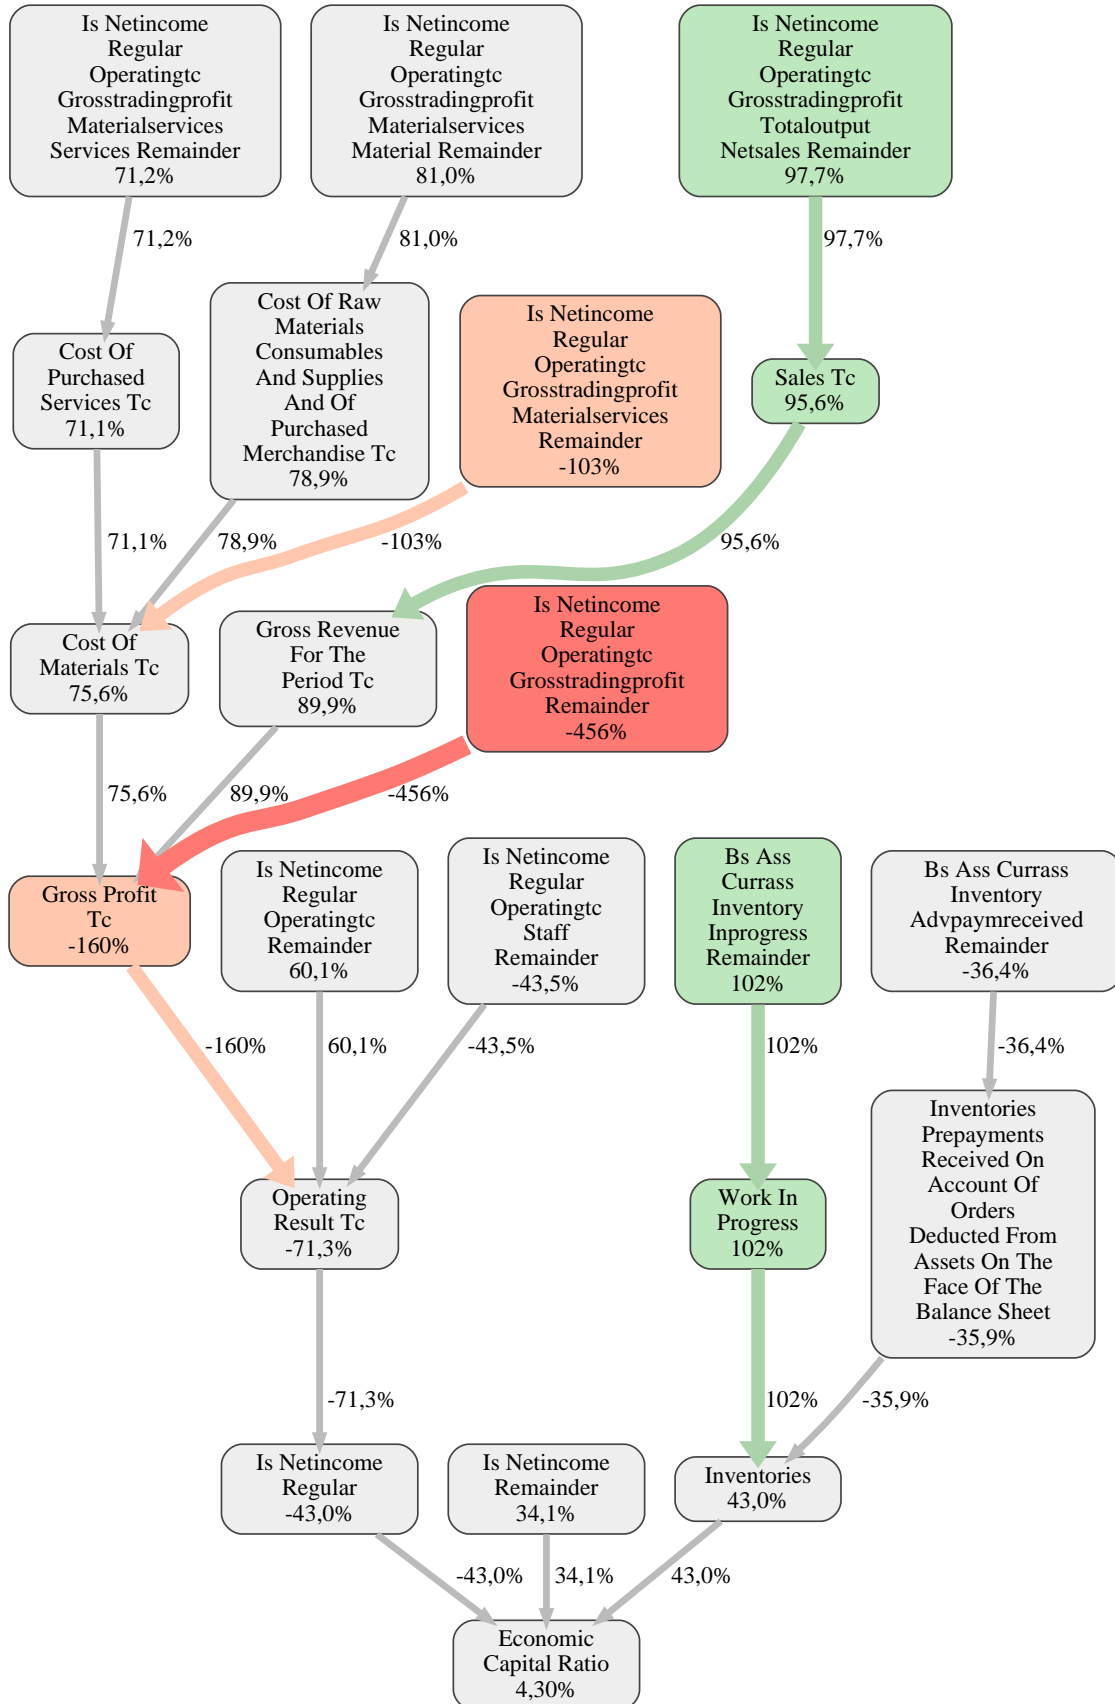 Is Netincome
Regular
Operatingtc
Grosstradingprofit
Materialservices
Services Remainder
71,2%
Is Netincome
Regular
Operatingtc
Grosstradingprofit
Materialservices
Material Remainder
81,0%
Is Netincome
Regular
Operatingtc
Grosstradingprofit
Totaloutput
Netsales Remainder
97,7%
71,2%
81,0%
97,7%
Cost Of
Purchased
Services Tc
71,1%
Cost Of Raw
Materials
Consumables
And Supplies
And Of
Purchased
Merchandise Tc
78,9%
Is Netincome
Regular
Operatingtc
Grosstradingprofit
Materialservices
Remainder
-103%
Sales Tc
95,6%
71,1%
78,9%
-103%
95,6%
Cost Of
Materials Tc
75,6%
Gross Revenue
For The
Period Tc
89,9%
Is Netincome
Regular
Operatingtc
Grosstradingprofit
Remainder
-456%
75,6%
89,9%
-456%
Gross Profit
Tc
-160%
Is Netincome
Regular
Operatingtc
Remainder
60,1%
Is Netincome
Regular
Operatingtc
Staff
Remainder
-43,5%
Bs Ass
Currass
Inventory
Inprogress
Remainder
102%
Bs Ass Currass
Inventory
Advpaymreceived
Remainder
-36,4%
-160%
60,1%
-43,5%
102%
-36,4%
Operating
Result Tc
-71,3%
Work In
Progress
102%
Inventories
Prepayments
Received On
Account Of
Orders
Deducted From
Assets On The
Face Of The
Balance Sheet
-35,9%
-71,3%
102%
-35,9%
Is Netincome
Regular
-43,0%
Is Netincome
Remainder
34,1%
Inventories
43,0%
-43,0%
34,1%
43,0%
Economic
Capital Ratio
4,30%